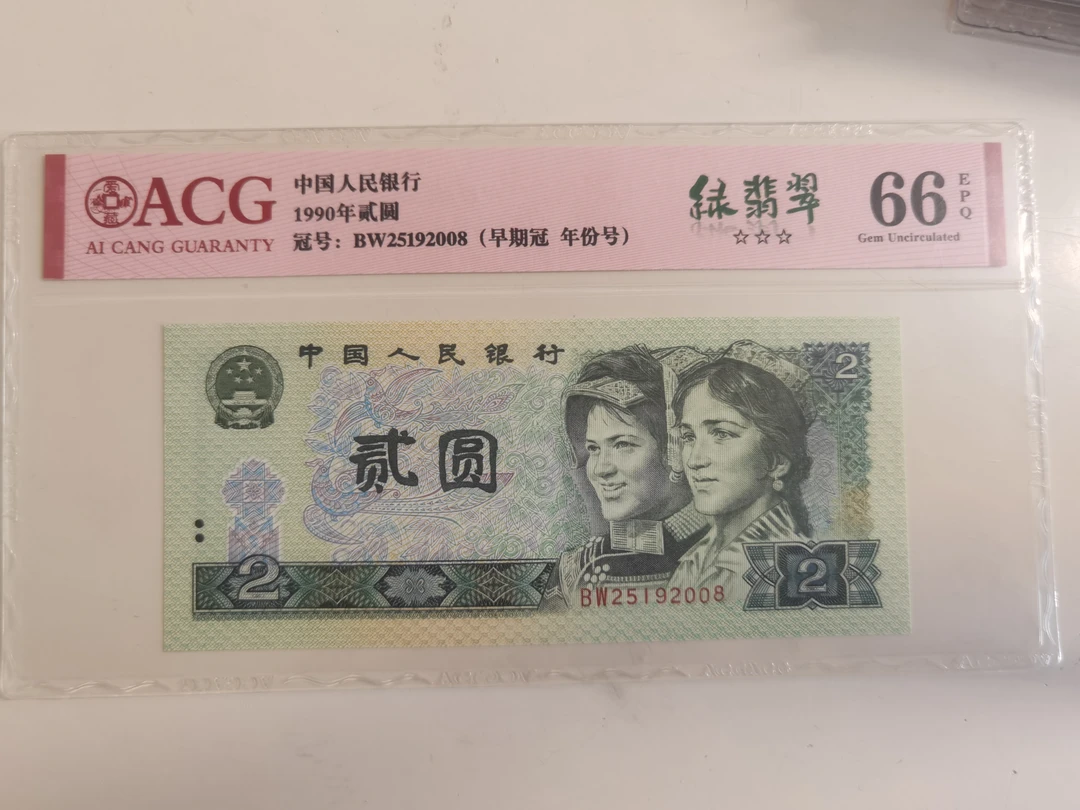 ACG
AI CANG GUARANTY
中国人民银行
1990年贰圆
冠号：BW25192008（早期冠 年份号）
绿翡翠
☆☆☆
66
EPQ
Gem Uncirculated
中国人民银行
2
贰圆
2
BW25192008
2